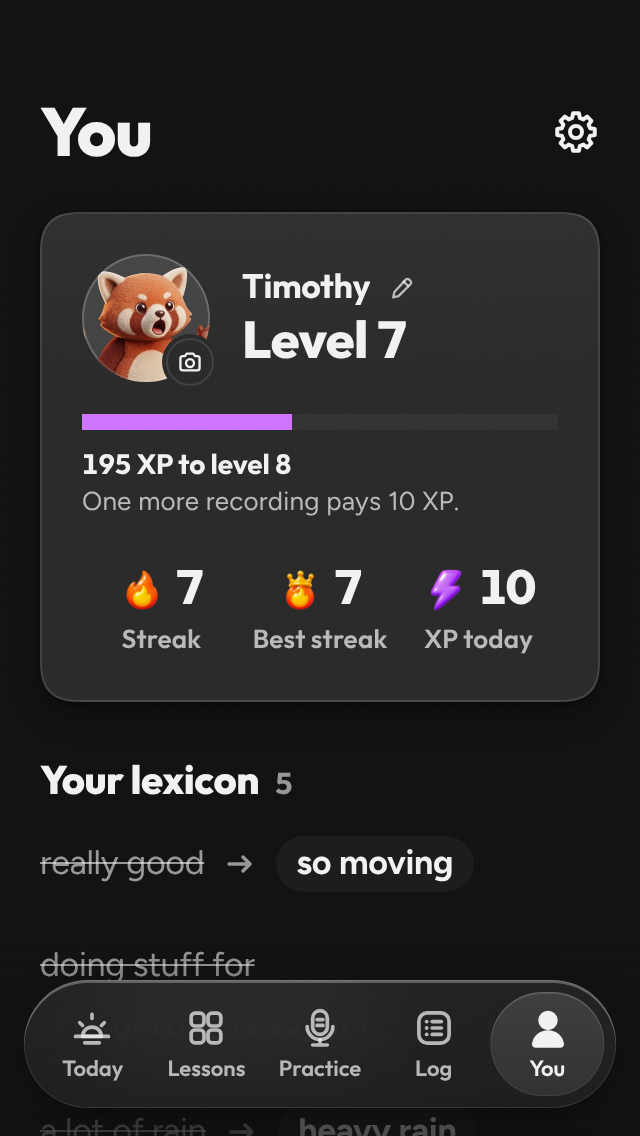 You
Timothy
Level 7
195 XP to level 8
One more recording pays 10 XP.
7 7 10
Streak Best streak XP today
Your lexicon 5
really good → so moving
doing stuff for
Today Lessons Practice Log You
a lot of rain → heavy rain